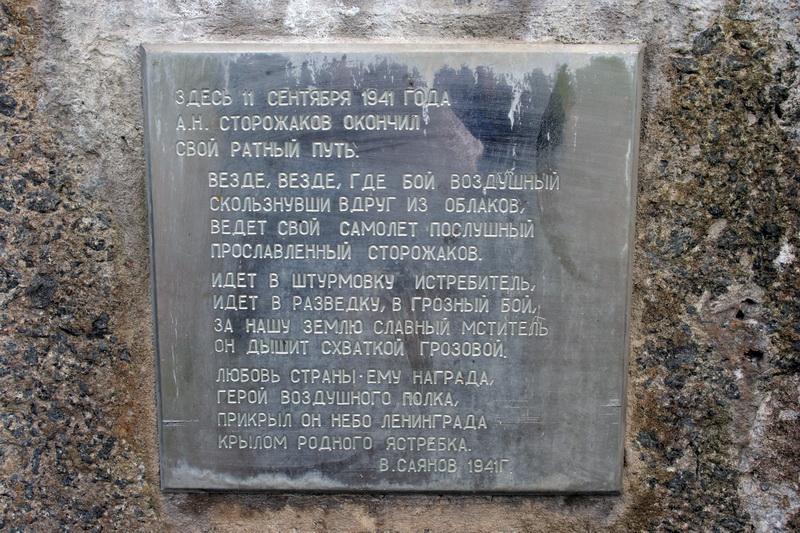 ЗДЕСЬ 11 СЕНТЯБРЯ 1941 ГОДА
А.Н. СТОРОЖАКОВ ОКОНЧИЛ
СВОЙ РАТНЫЙ ПУТЬ.
ВЕЗДЕ, ВЕЗДЕ, ГДЕ БОЙ ВОЗДУШНЫЙ
СКОЛЬЗНУВШИ ВДРУГ ИЗ ОБЛАКОВ,
ВЕДЕТ СВОЙ САМОЛЕТ ПОСЛУШНЫЙ
ПРОСЛАВЛЕННЫЙ СТОРОЖАКОВ.
ИДЕТ В ШТУРМОВКУ ИСТРЕБИТЕЛЬ,
ИДЕТ В РАЗВЕДКУ, В ГРОЗНЫЙ БОЙ,
ЗА НАШУ ЗЕМЛЮ СЛАВНЫЙ МСТИТЕЛЬ
ОН ДЫШИТ СХВАТКОЙ ГРОЗОВОЙ.
ЛЮБОВЬ СТРАНЫ-ЕМУ НАГРАДА,
ГЕРОЙ ВОЗДУШНОГО ПОЛКА,
ПРИКРЫЛ ОН НЕБО ЛЕНИНГРАДА
КРЫЛОМ РОДНОГО ЯСТРЕБКА.
В.САЯНОВ 1941Г.